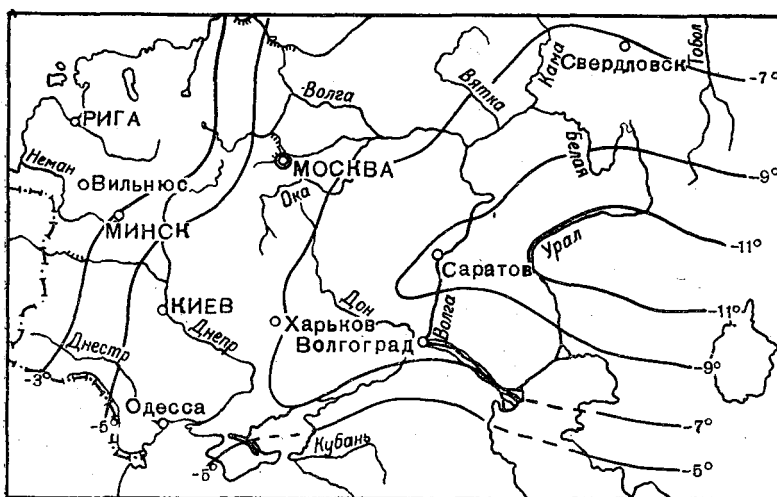 Тобол
Кама
Свердловск
-7°
Вятка
Волга
РИГА
Белая
МОСКВА
Неман
Вильнюс
-9°
Ока
МИНСК
Урал
-11°
Саратов
КИЕВ
Дон
Волга
-11°
Днепр
Харьков
Волгоград
Днестр
-9°
-3°
Одесса
-5°
-7°
Кубань
-5°
-5°